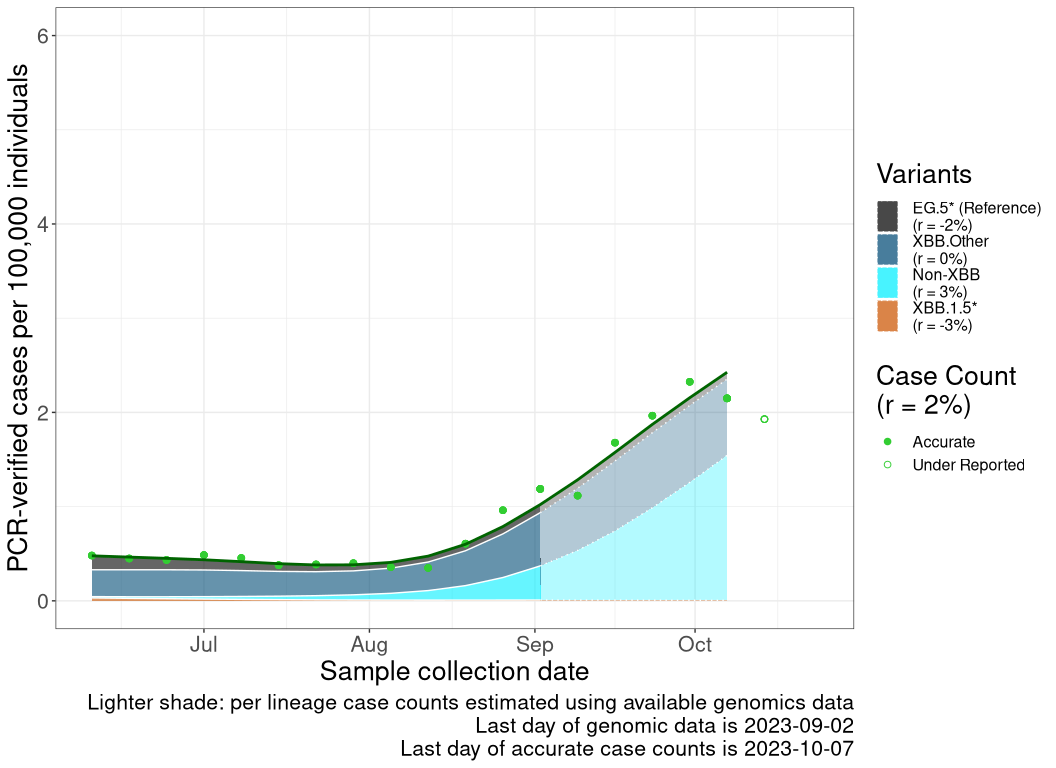 PCR-verified cases per 100,000 individuals
6
4
2
0
Jul
Aug
Sep
Oct
Sample collection date
Variants
EG.5* (Reference)
(r = -2%)
XBB.Other
(r = 0%)
Non-XBB
(r = 3%)
XBB.1.5*
(r = -3%)
Case Count
(r = 2%)
Accurate
Under Reported
Lighter shade: per lineage case counts estimated using available genomics data
Last day of genomic data is 2023-09-02
Last day of accurate case counts is 2023-10-07